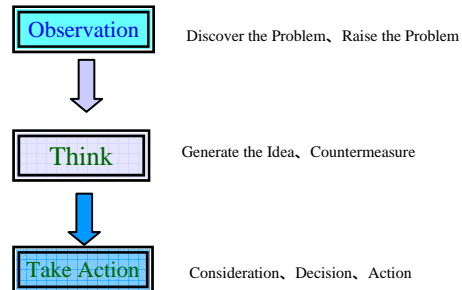 Observation
Discover the Problem、Raise the Problem
Think
Generate the Idea、Countermeasure
Take Action
Consideration、Decision、Action